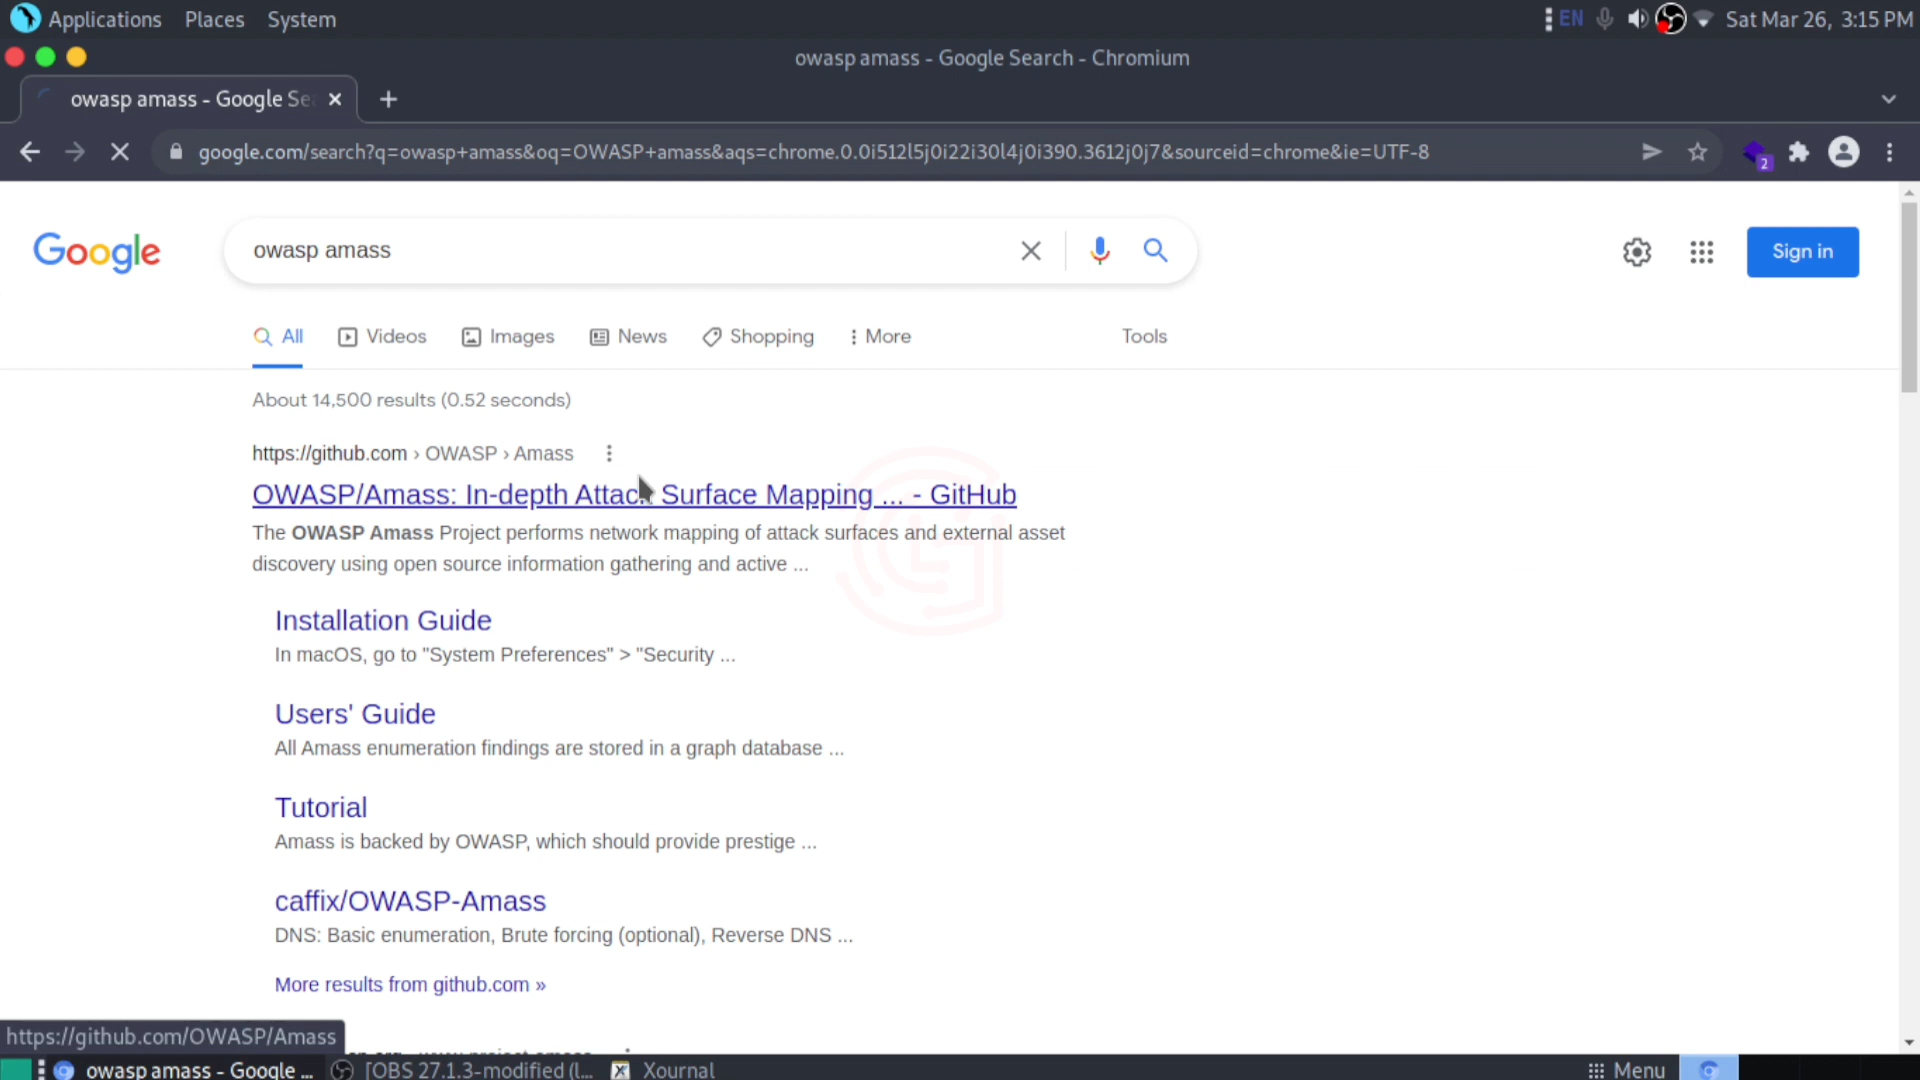 Applications Places System
EN Sat Mar 26, 3:15 PM
owasp amass - Google Search - Chromium
owasp amass - Google Sea
google.com/search?q=owasp+amass&oq=OWASP+amass&aqs=chrome.0.0i512l5j0i22i30l4j0i390.3612j0j7&sourceid=chrome&ie=UTF-8
2
Google
owasp amass
Sign in
All Videos Images News Shopping More Tools
About 14,500 results (0.52 seconds)
https://github.com › OWASP › Amass
OWASP/Amass: In-depth Attack Surface Mapping ... - GitHub
The OWASP Amass Project performs network mapping of attack surfaces and external asset
discovery using open source information gathering and active ...
Installation Guide
In macOS, go to "System Preferences" > "Security ...
Users' Guide
All Amass enumeration findings are stored in a graph database ...
Tutorial
Amass is backed by OWASP, which should provide prestige ...
caffix/OWASP-Amass
DNS: Basic enumeration, Brute forcing (optional), Reverse DNS ...
More results from github.com »
https://github.com/OWASP/Amass
owasp amass - Google ... [OBS 27.1.3-modified (l... Xournal Menu